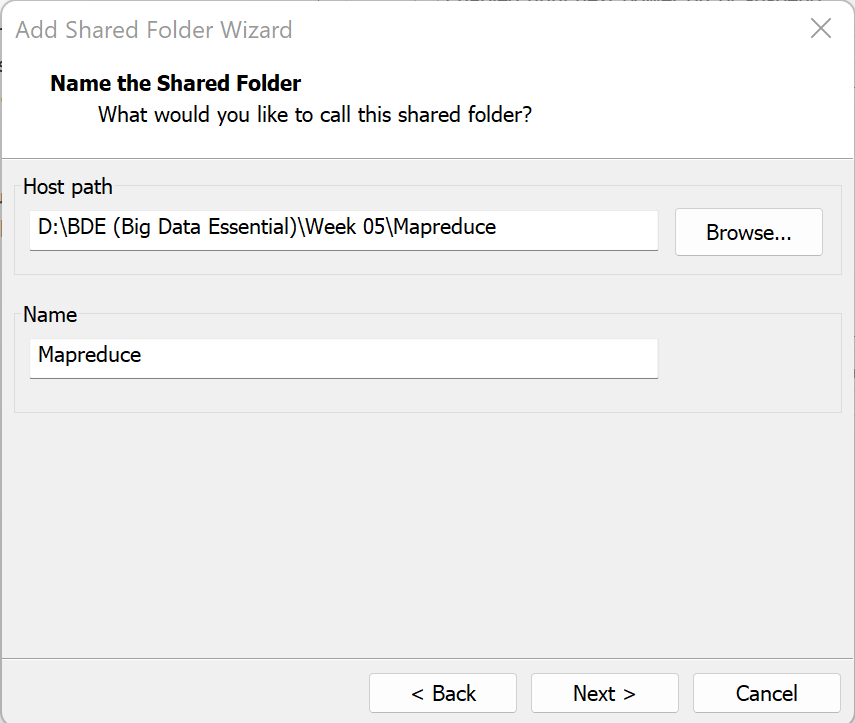 Add Shared Folder Wizard
Name the Shared Folder
What would you like to call this shared folder?
Host path
D:\BDE (Big Data Essential)\Week 05\Mapreduce
Browse...
Name
Mapreduce
< Back
Next >
Cancel